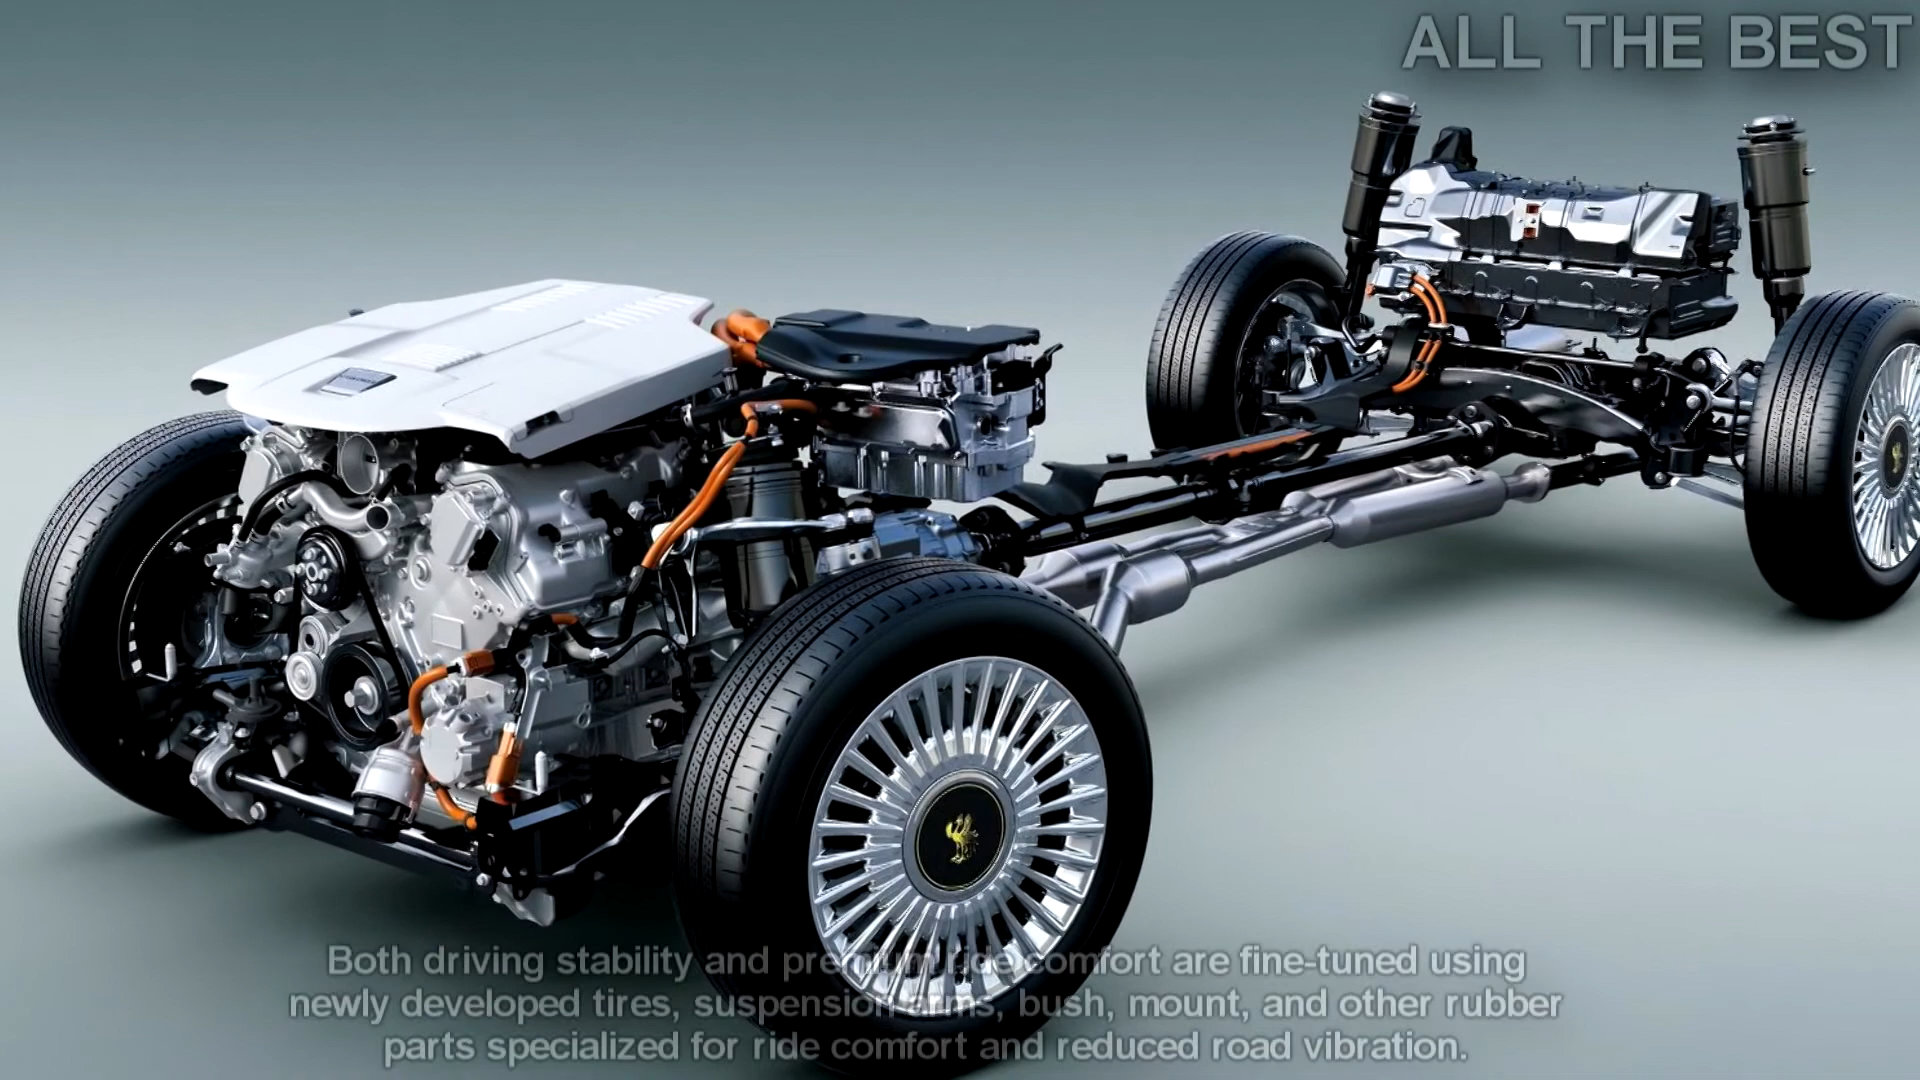 ALL THE BEST
Both driving stability and premium ride comfort are fine-tuned using
newly developed tires, suspension arms, bush, mount, and other rubber
parts specialized for ride comfort and reduced road vibration.